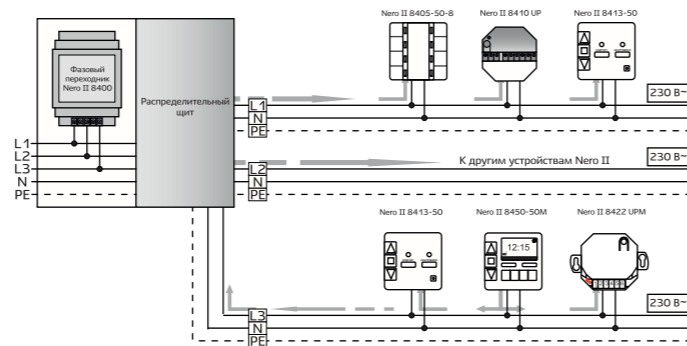 Nero II 8405-50-8
Nero II 8410 UP
Nero II 8413-50
Фазовый
переходник
Nero II 8400
Распределительный
щит
L1
N
PE
230 В~
L1
L2
L3
N
PE
L2
N
PE
К другим устройствам Nero II
230 В~
Nero II 8413-50
Nero II 8450-50M
Nero II 8422 UPM
12:15
L3
N
PE
230 В~